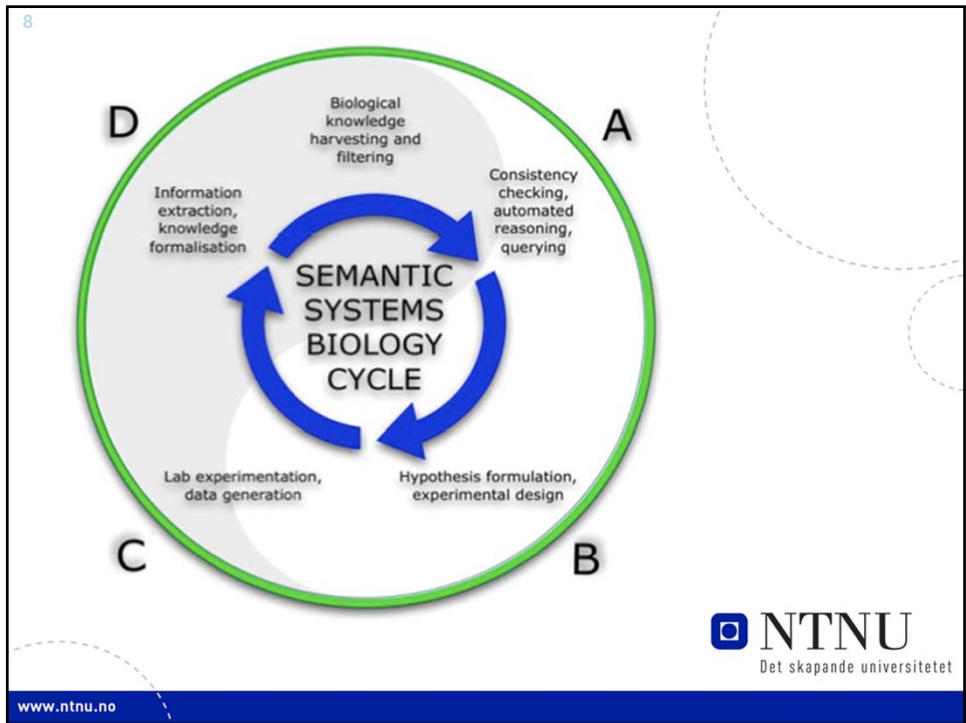 8
D
A
Biological
knowledge
harvesting and
filtering
Consistency
checking,
automated
reasoning,
querying
Information
extraction,
knowledge
formalisation
SEMANTIC
SYSTEMS
BIOLOGY
CYCLE
Lab experimentation,
data generation
Hypothesis formulation,
experimental design
C
B
NTNU
Det skapande universitetet
www.ntnu.no